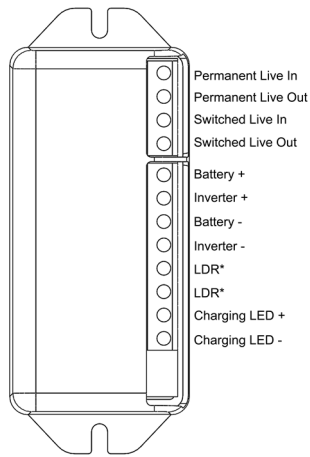 Permanent Live In
Permanent Live Out
Switched Live In
Switched Live Out
Battery +
Inverter +
Battery -
Inverter -
LDR*
LDR*
Charging LED +
Charging LED -